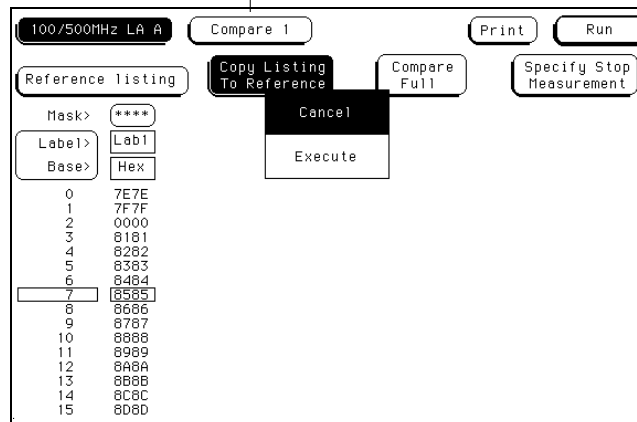 100/500MHz LA A
Compare 1
Print
Run
Reference listing
Copy Listing
To Reference
Compare
Full
Specify Stop
Measurement
Cancel
Execute
Mask> ****
Label> Lab1
Base> Hex
0 7E7E
1 7F7F
2 0000
3 8181
4 8282
5 8383
6 8484
7 8585
8 8686
9 8787
10 8888
11 8989
12 8A8A
13 8B8B
14 8C8C
15 8D8D